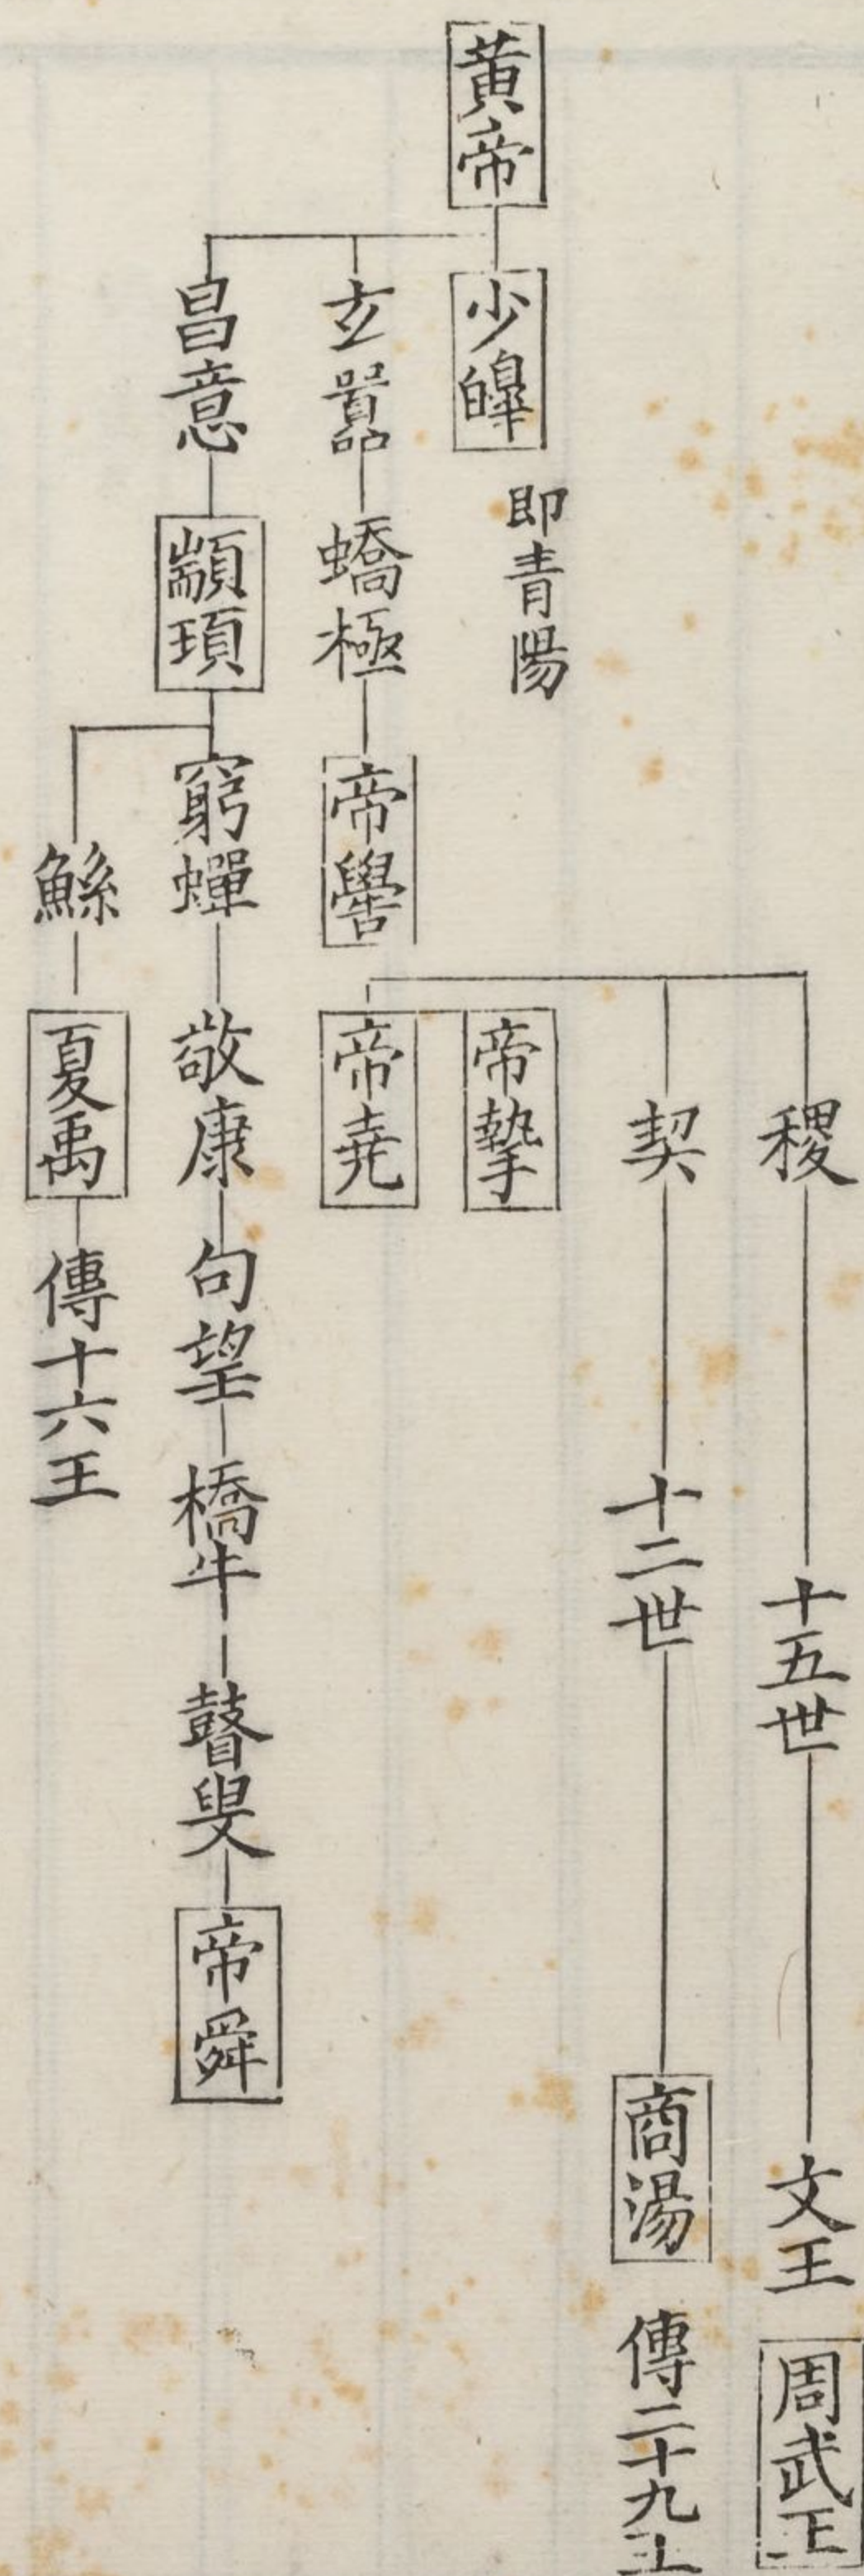 黄帝
少皞
即青陽
玄囂
蟜極
帝嚳
稷
十五世
文王
周武王
契
十二世
商湯
傳二十九王
帝摯
帝尭
昌意
顓頊
窮蟬
敬康
句望
橋牛
瞽叟
帝舜
鯀
夏禹
傳十六王